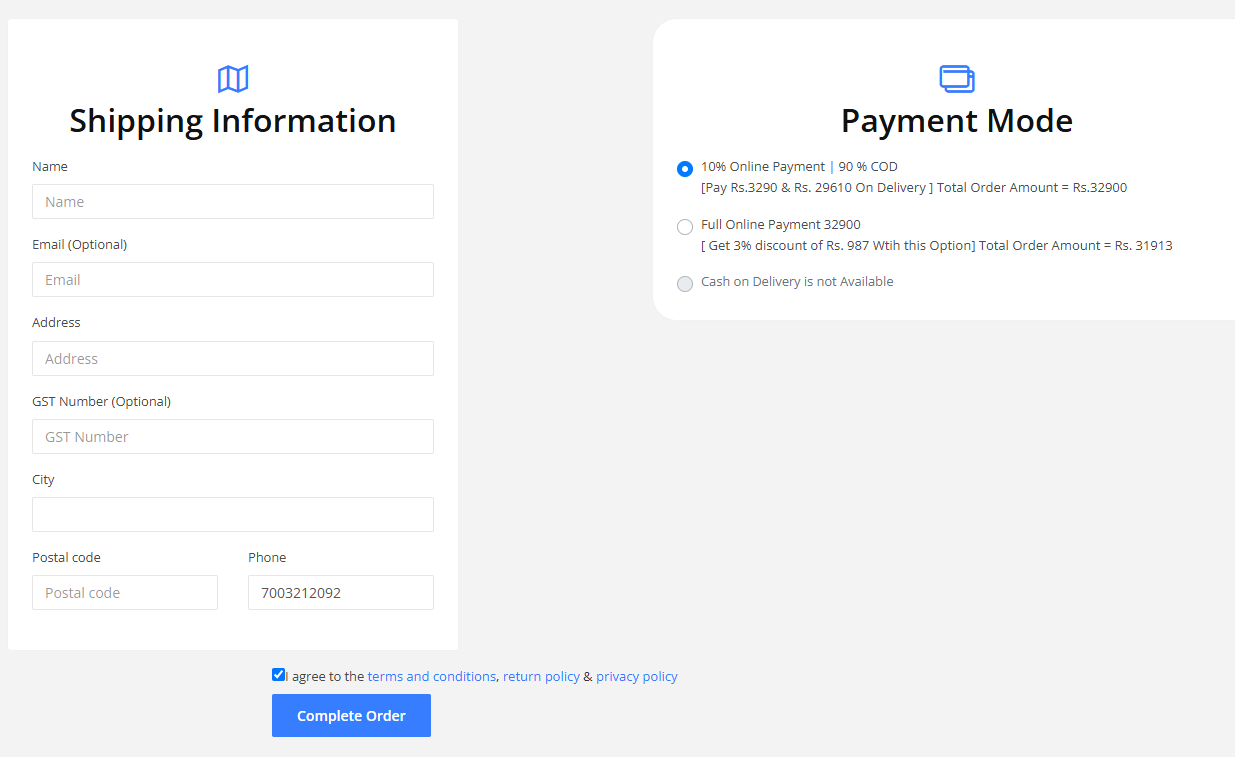 Shipping Information
Name
Name
Email (Optional)
Email
Address
Address
GST Number (Optional)
GST Number
City
Postal code
Phone
Postal code
7003212092
Payment Mode
10% Online Payment | 90 % COD
[Pay Rs.3290 & Rs. 29610 On Delivery ] Total Order Amount = Rs.32900
Full Online Payment 32900
[ Get 3% discount of Rs. 987 Wtih this Option] Total Order Amount = Rs. 31913
Cash on Delivery is not Available
I agree to the terms and conditions, return policy & privacy policy
Complete Order